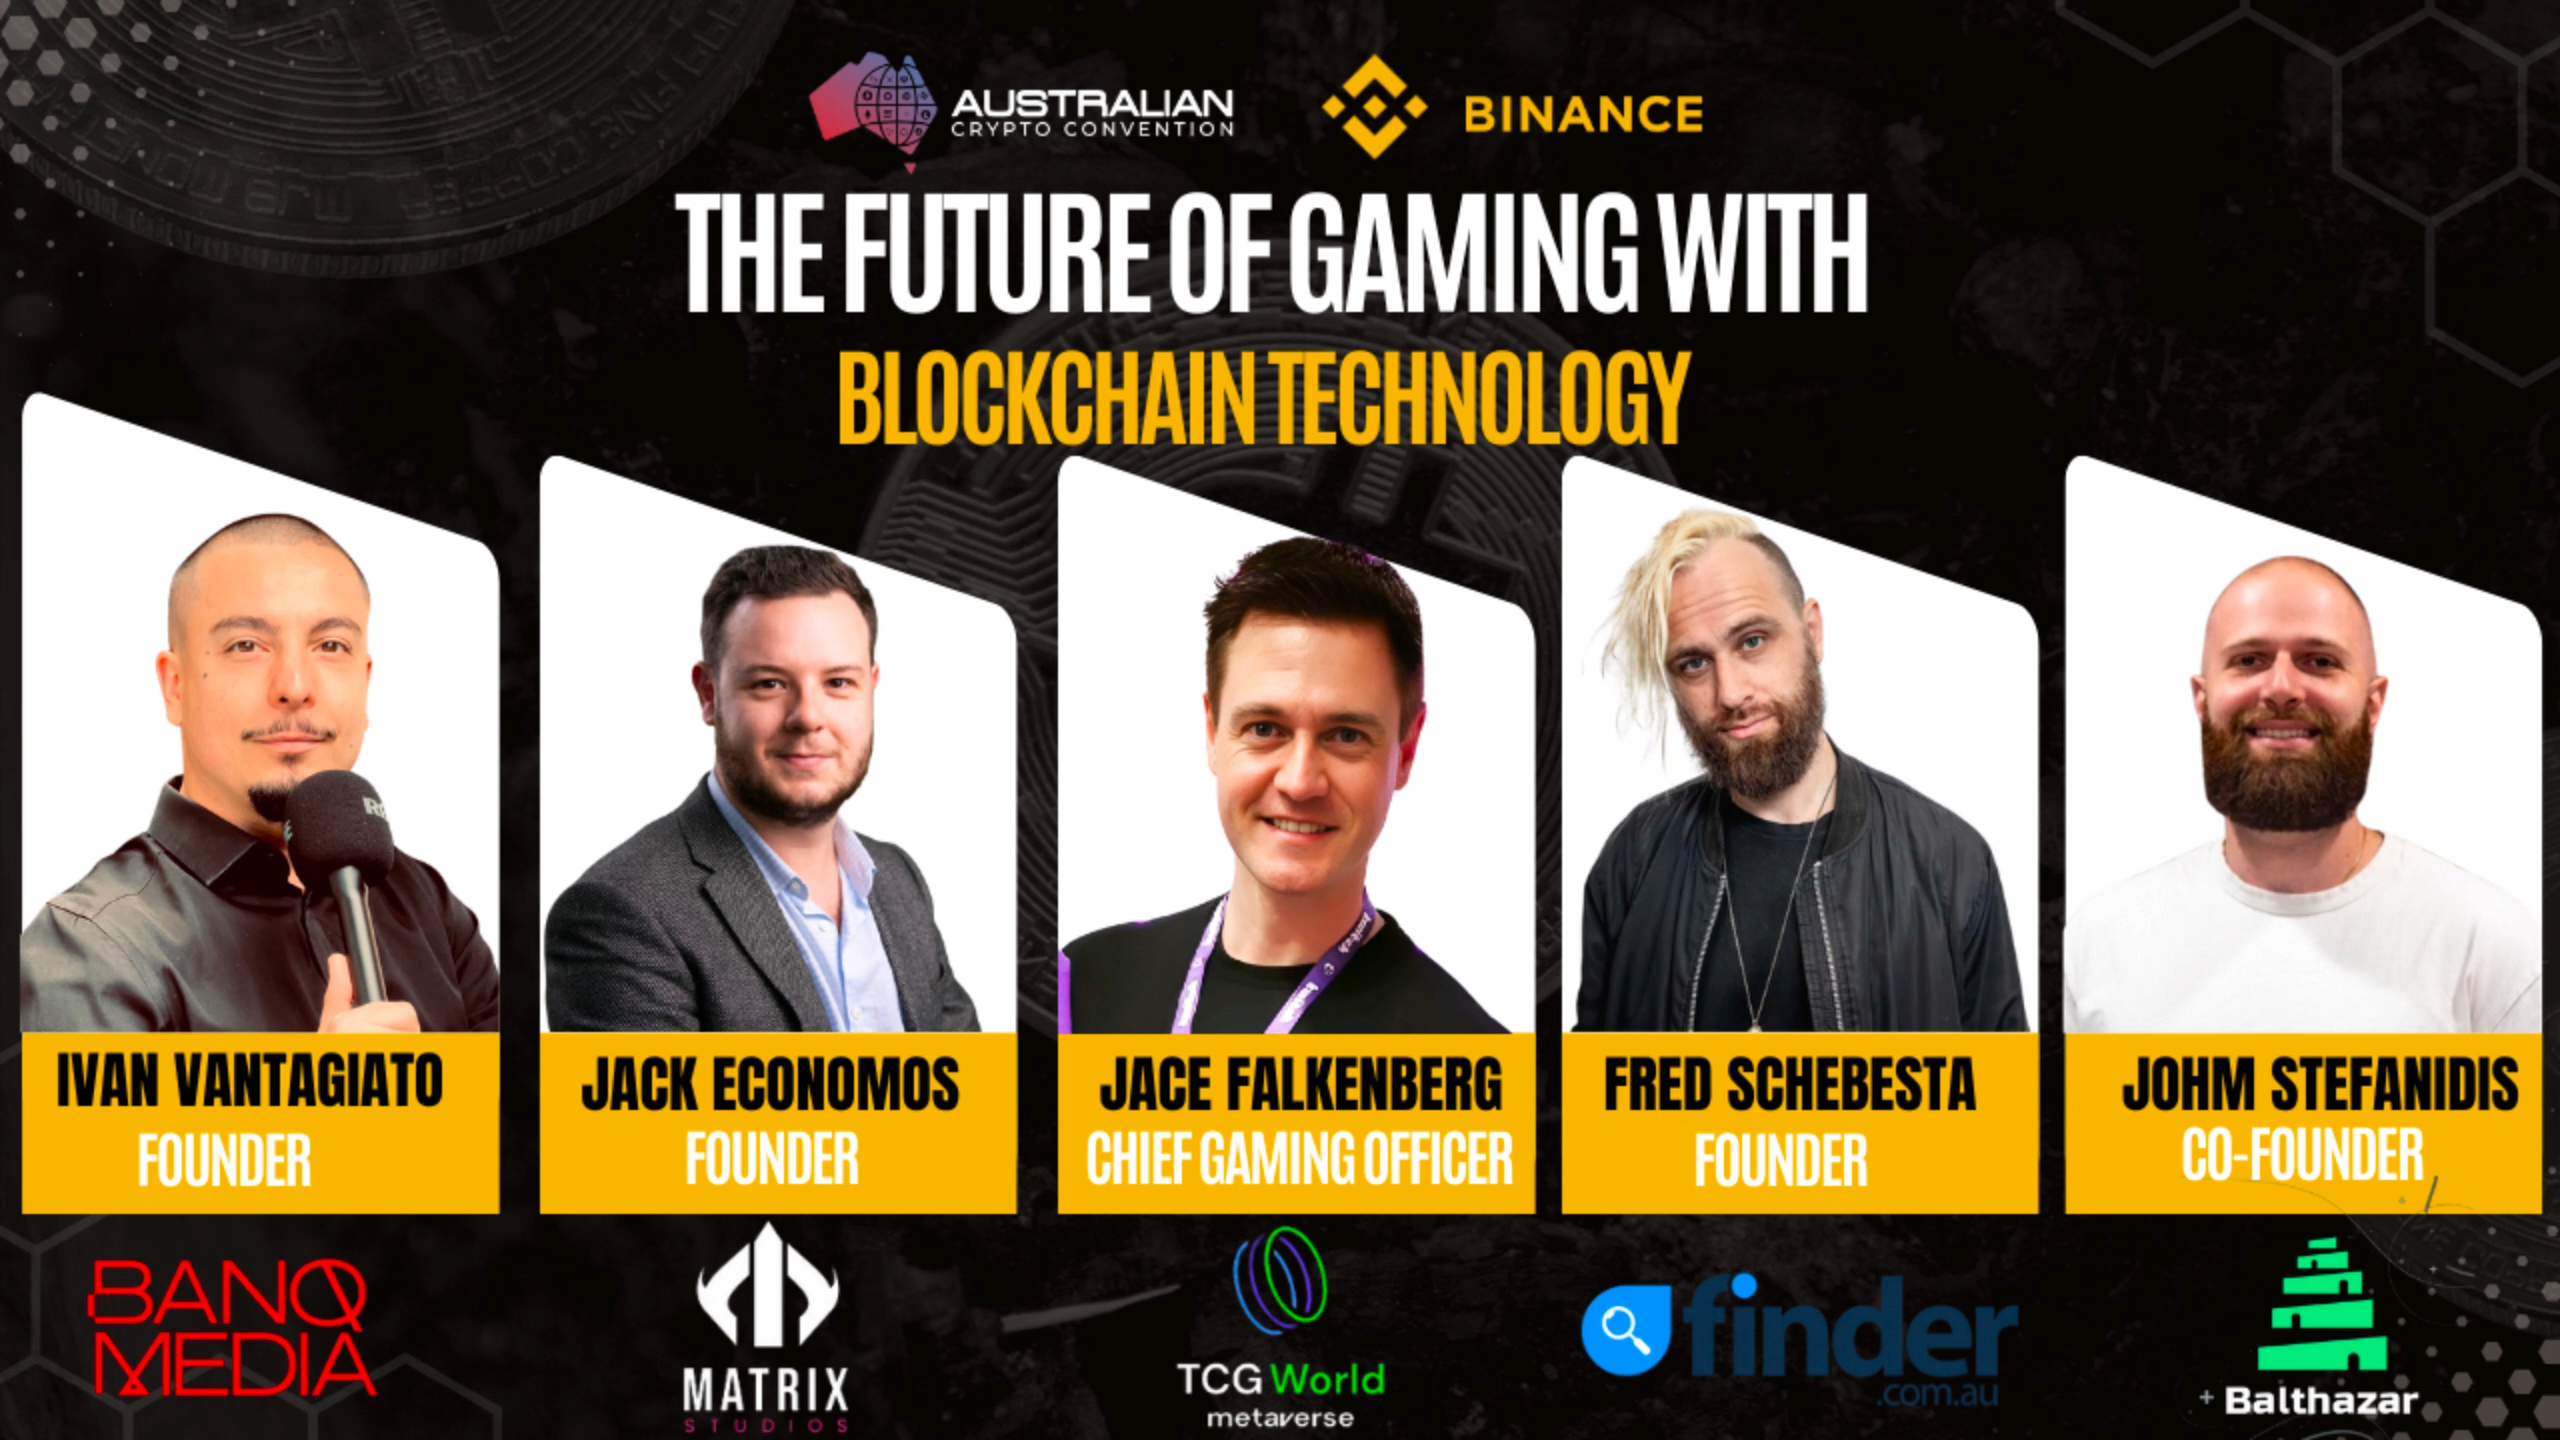 AUSTRALIAN
CRYPTO CONVENTION
BINANCE
THE FUTURE OF GAMING WITH
BLOCKCHAIN TECHNOLOGY
IVAN VANTAGIATO
FOUNDER
JACK ECONOMOS
FOUNDER
JACE FALKENBERG
CHIEF GAMING OFFICER
FRED SCHEBESTA
FOUNDER
JOHM STEFANIDIS
CO-FOUNDER
BANQ
MEDIA
MATRIX
STUDIOS
TCG World
metaverse
finder
.com.au
Balthazar